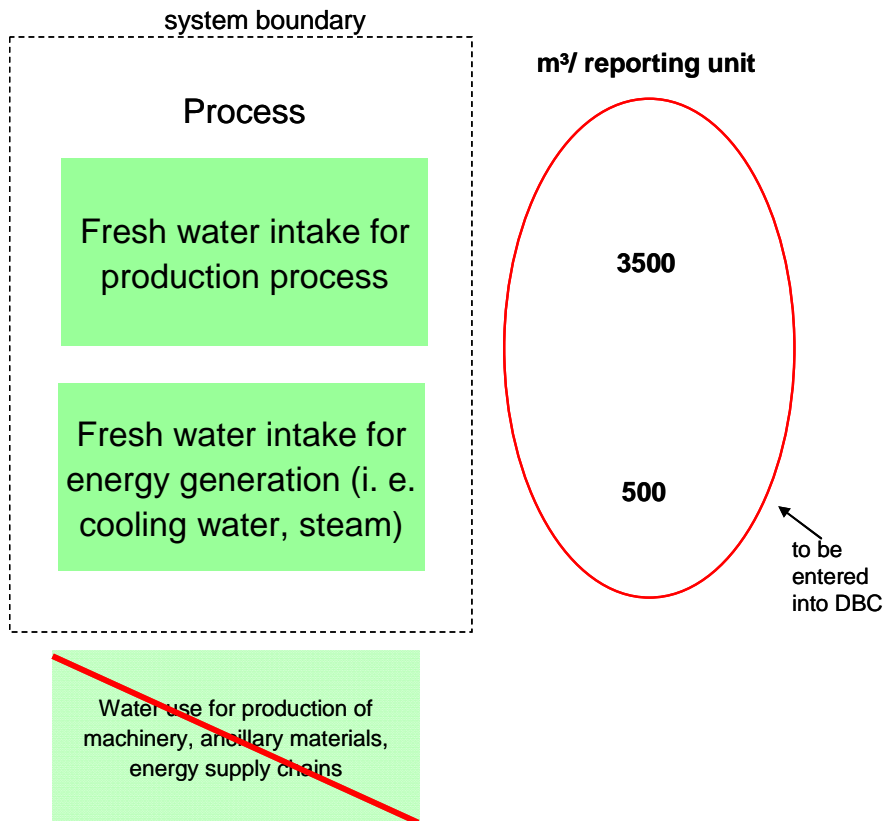 system boundary
m³/ reporting unit
Process
Fresh water intake for
production process
3500
Fresh water intake for
energy generation (i. e.
cooling water, steam)
500
to be
entered
into DBC
Water use for production of
machinery, ancillary materials,
energy supply chains